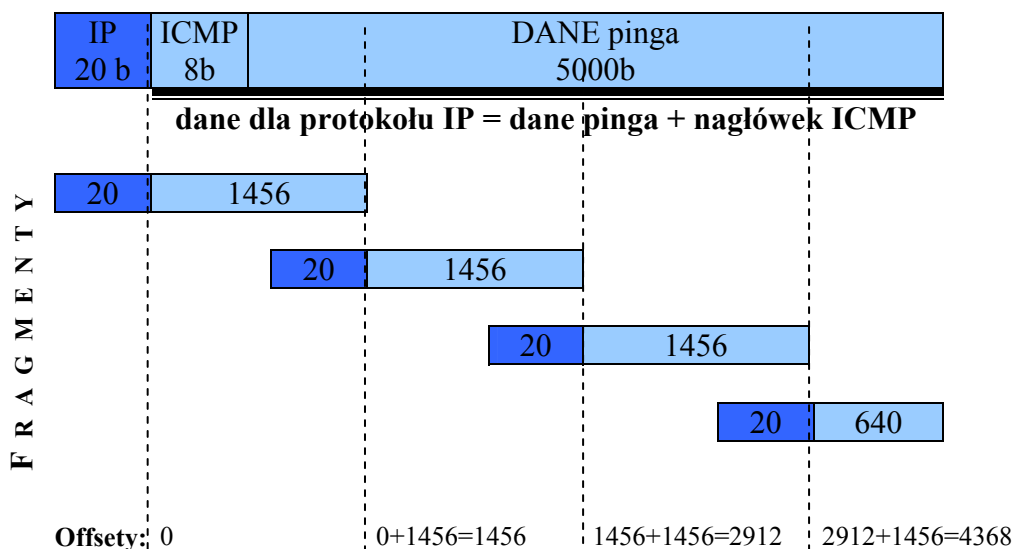 IP ICMP DANE pinga
20 b 8b 5000b
dane dla protokołu IP = dane pinga + nagłówek ICMP
FRAGMENTY
20 1456
20 1456
20 1456
20 640
Offsety: 0 0+1456=1456 1456+1456=2912 2912+1456=4368